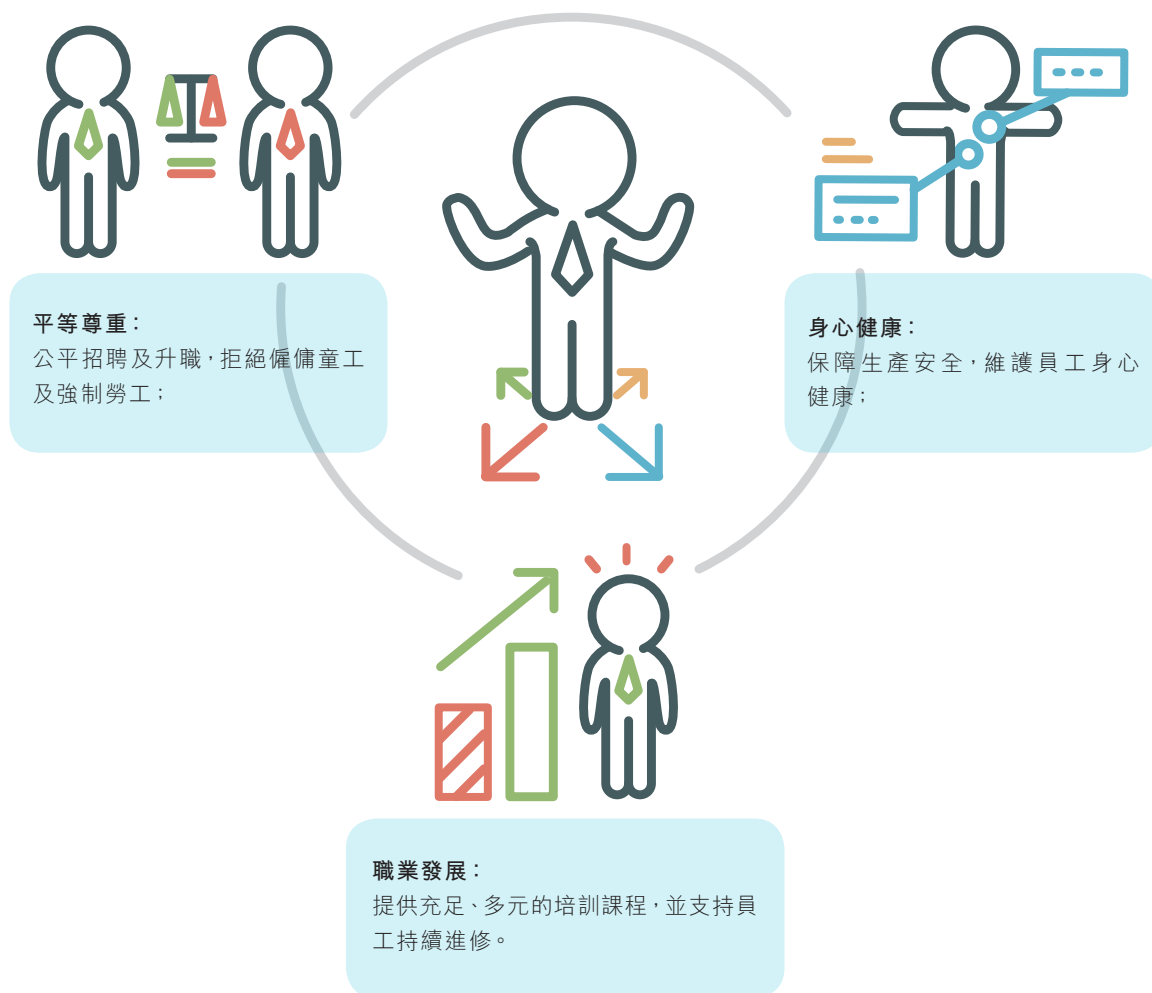 平等尊重：
公平招聘及升職，拒絕僱傭童工
及強制勞工；
身心健康：
保障生產安全，維護員工身心
健康；
職業發展：
提供充足、多元的培訓課程，並支持員
工持續進修。